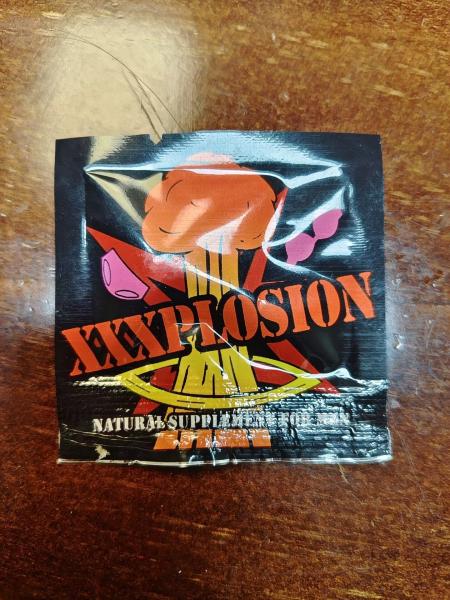 XXXPLOSION
NATURAL SUPPLEMENT FOR MEN